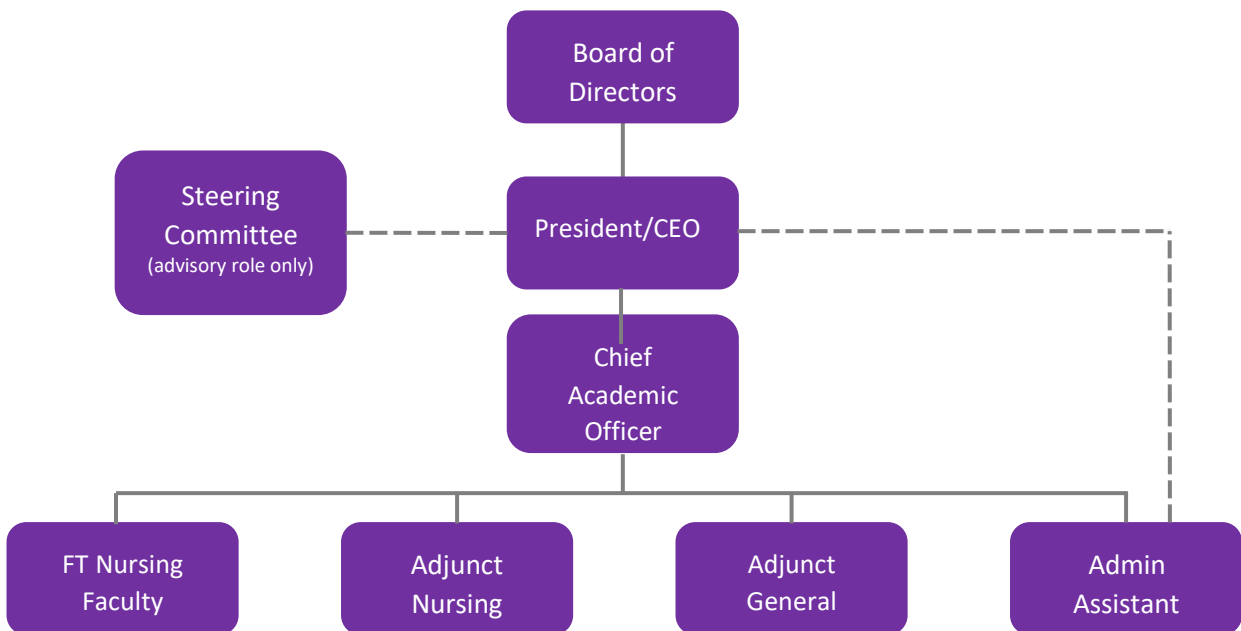 Board of
Directors
Steering
Committee
(advisory role only)
President/CEO
Chief
Academic
Officer
FT Nursing
Faculty
Adjunct
Nursing
Adjunct
General
Admin
Assistant